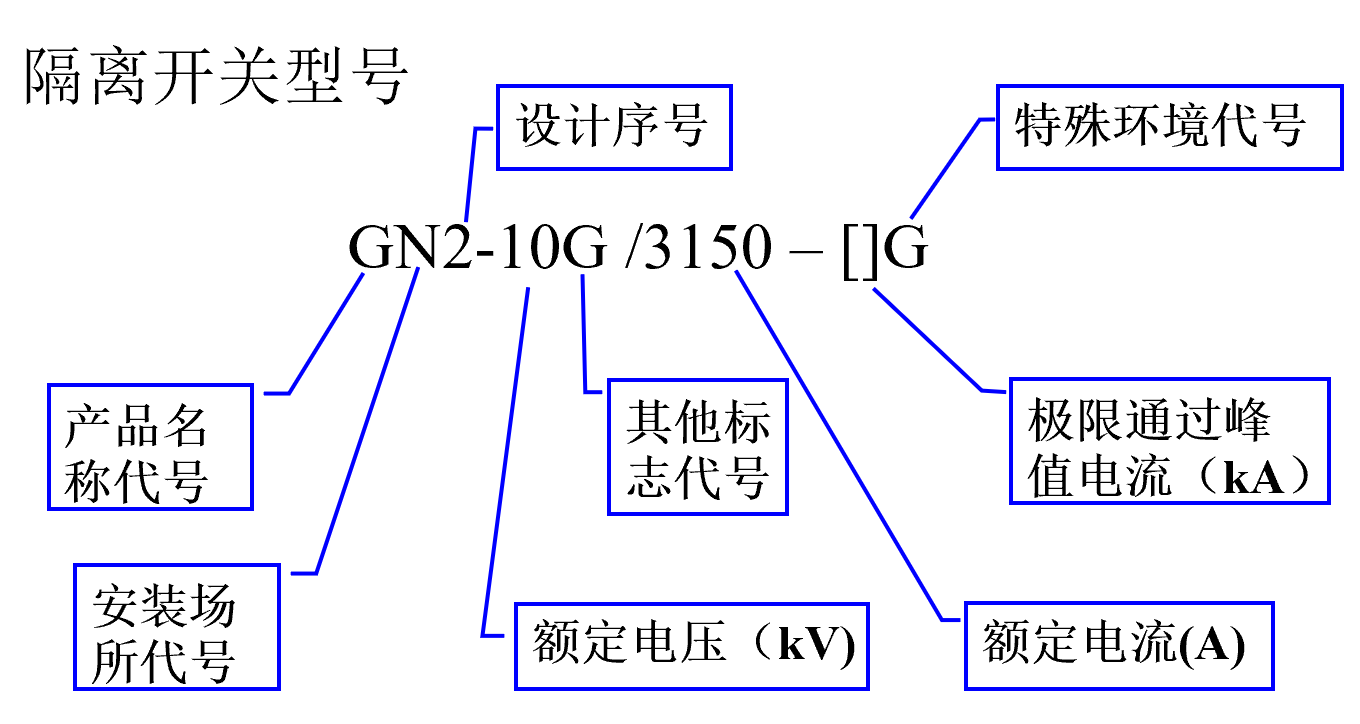 隔离开关型号
设计序号
特殊环境代号
GN2-10G /3150 – []G
产品名
称代号
其他标
志代号
极限通过峰
值电流（kA）
安装场
所代号
额定电压（kV)
额定电流(A)